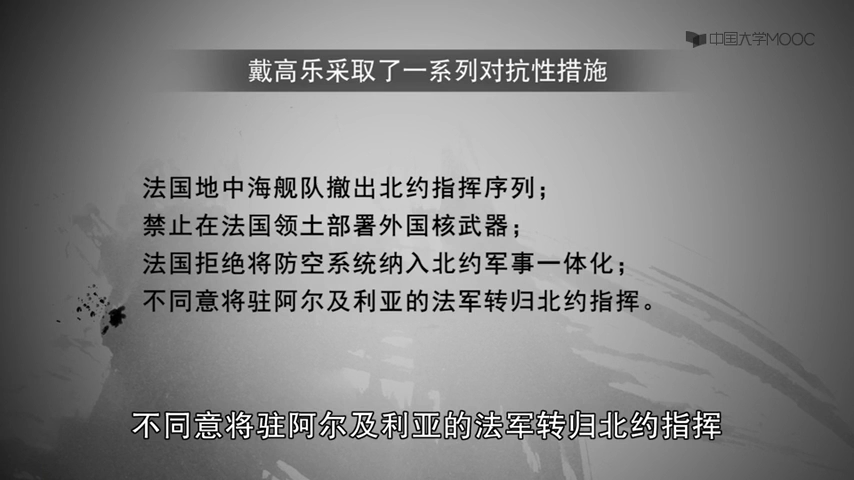 中国大学MOOC
戴高乐采取了一系列对抗性措施
法国地中海舰队撤出北约指挥序列；
禁止在法国领土部署外国核武器；
法国拒绝将防空系统纳入北约军事一体化；
不同意将驻阿尔及利亚的法军转归北约指挥。
不同意将驻阿尔及利亚的法军转归北约指挥